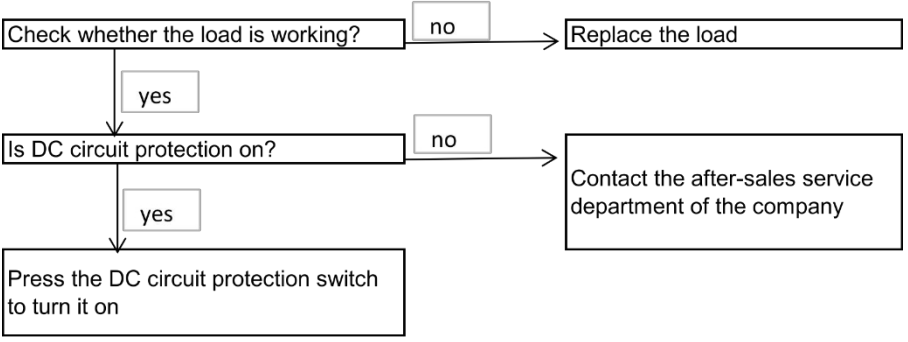 Check whether the load is working?
no
Replace the load
yes
Is DC circuit protection on?
no
Contact the after-sales service
department of the company
yes
Press the DC circuit protection switch
to turn it on